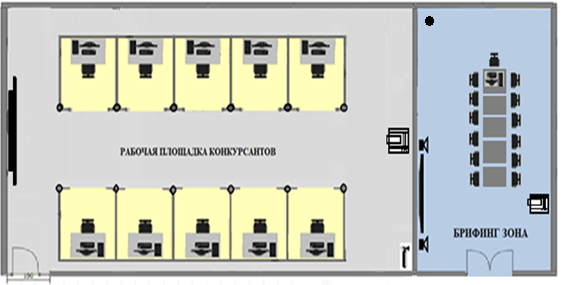 РАБОЧАЯ ПЛОЩАДКА КОНКУРСАНТОВ
БРИФИНГ ЗОНА